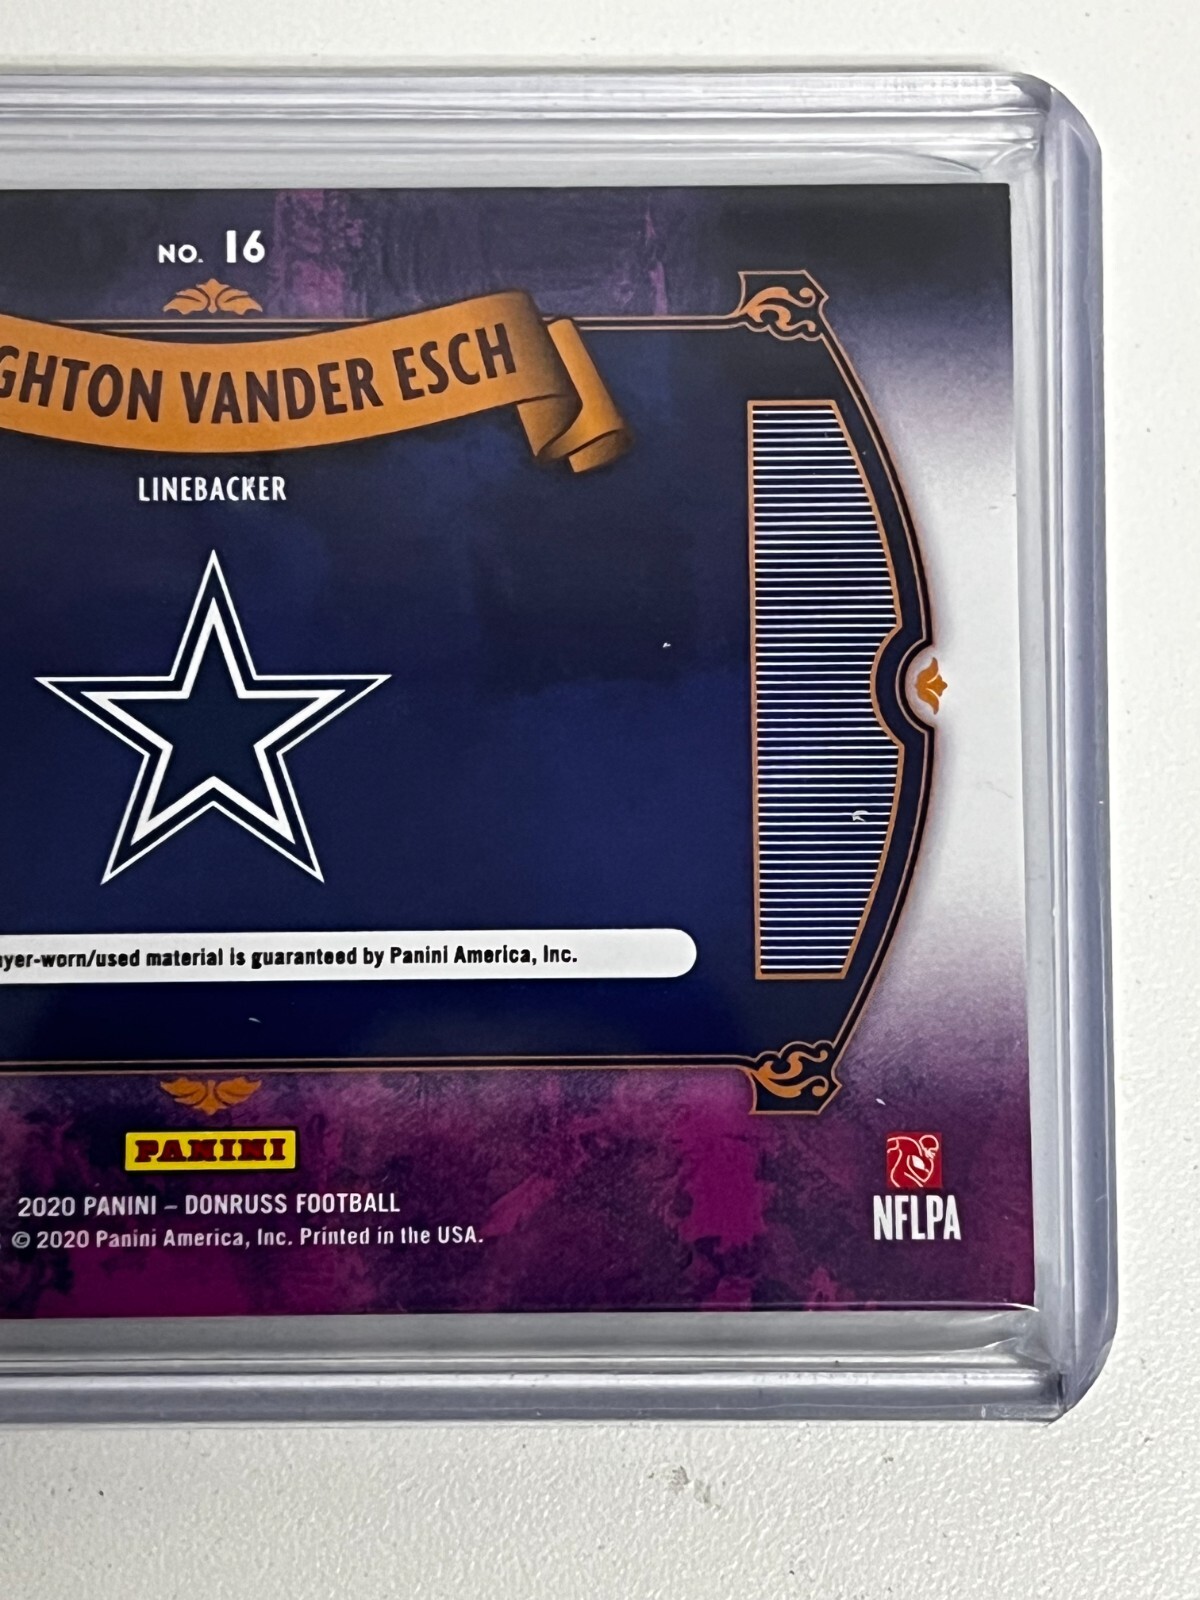 NO. 16
GHTON VANDER ESCH
LINEBACKER
yer-worn/used material is guaranteed by Panini America, Inc.
PANINI
2020 PANINI – DONRUSS FOOTBALL
© 2020 Panini America, Inc. Printed in the USA.
NFLPA